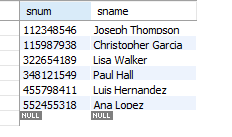 snum sname
112348546 Joseph Thompson
115987938 Christopher Garcia
322654189 Lisa Walker
348121549 Paul Hall
455798411 Luis Hernandez
552455318 Ana Lopez
NULL NULL